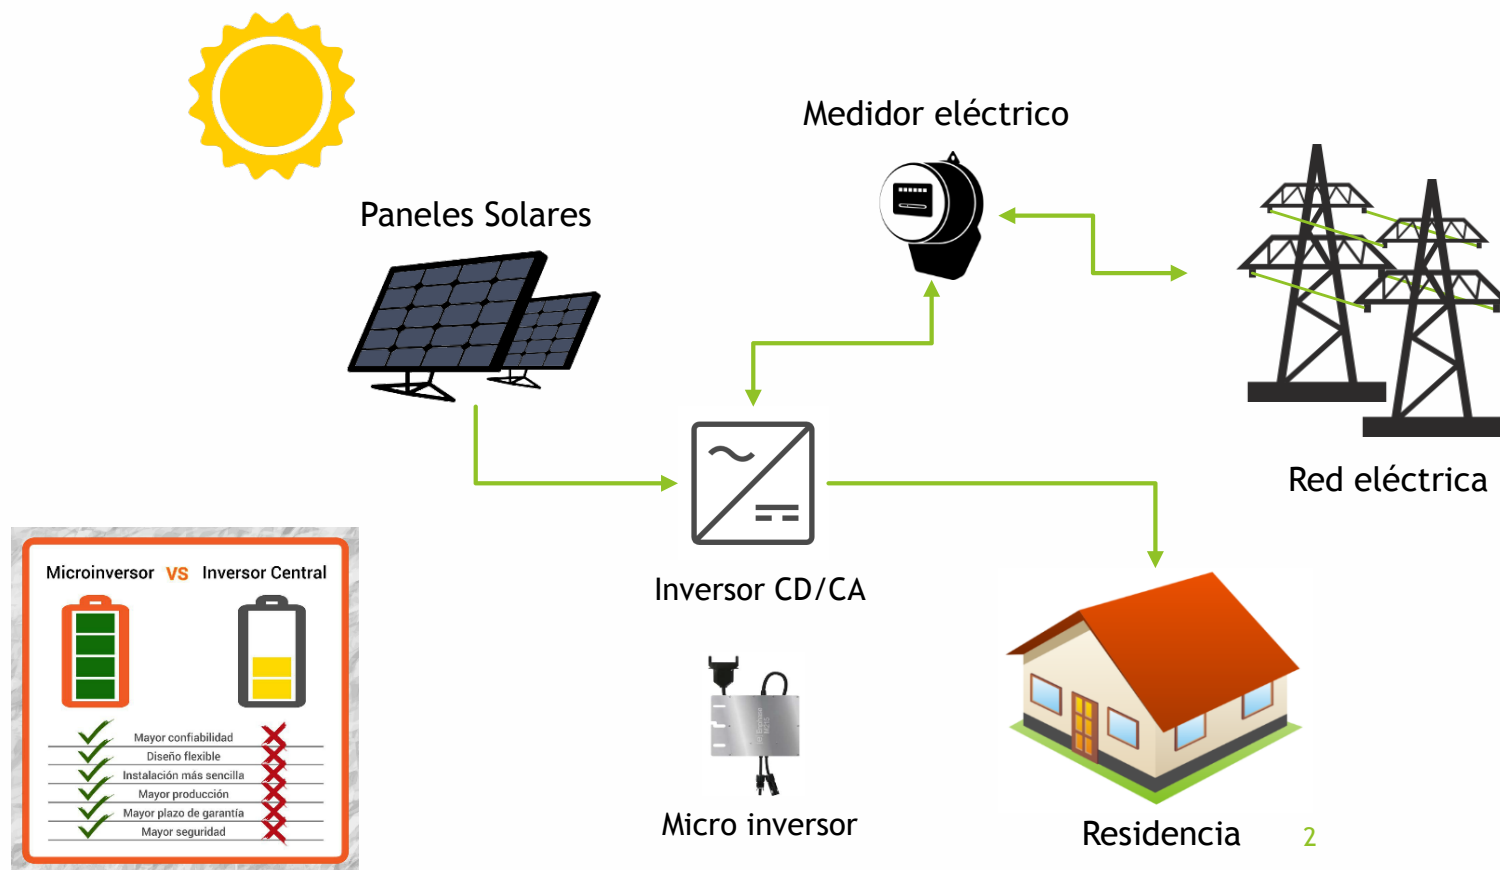 Medidor eléctrico
Paneles Solares
Red eléctrica
Inversor CD/CA
Microinversor VS Inversor Central
Mayor confiabilidad
Diseño flexible
Instalación más sencilla
Mayor producción
Mayor plazo de garantía
Mayor seguridad
Micro inversor
Residencia
2